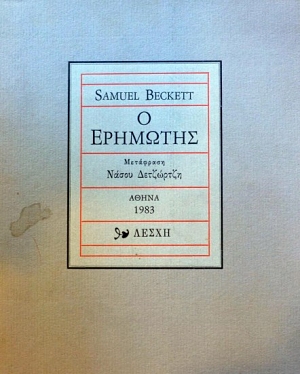 SAMUEL BECKETT
Ο
ΕΡΗΜΩΤΗΣ
Μετάφραση
Νάσου Δετζώρτζη
ΑΘΗΝΑ
1983
ΛΕΣΧΗ